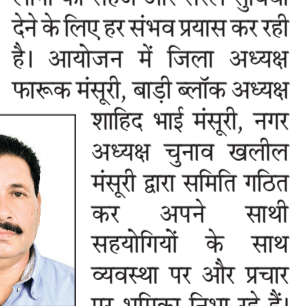 देने के लिए हर संभव प्रयास कर रही
है। आयोजन में जिला अध्यक्ष
फारूक मंसूरी, बाड़ी ब्लॉक अध्यक्ष
शाहिद भाई मंसूरी, नगर
अध्यक्ष चुनाव खलील
मंसूरी द्वारा समिति गठित
कर अपने साथी
सहयोगियों के साथ
व्यवस्था पर और प्रचार